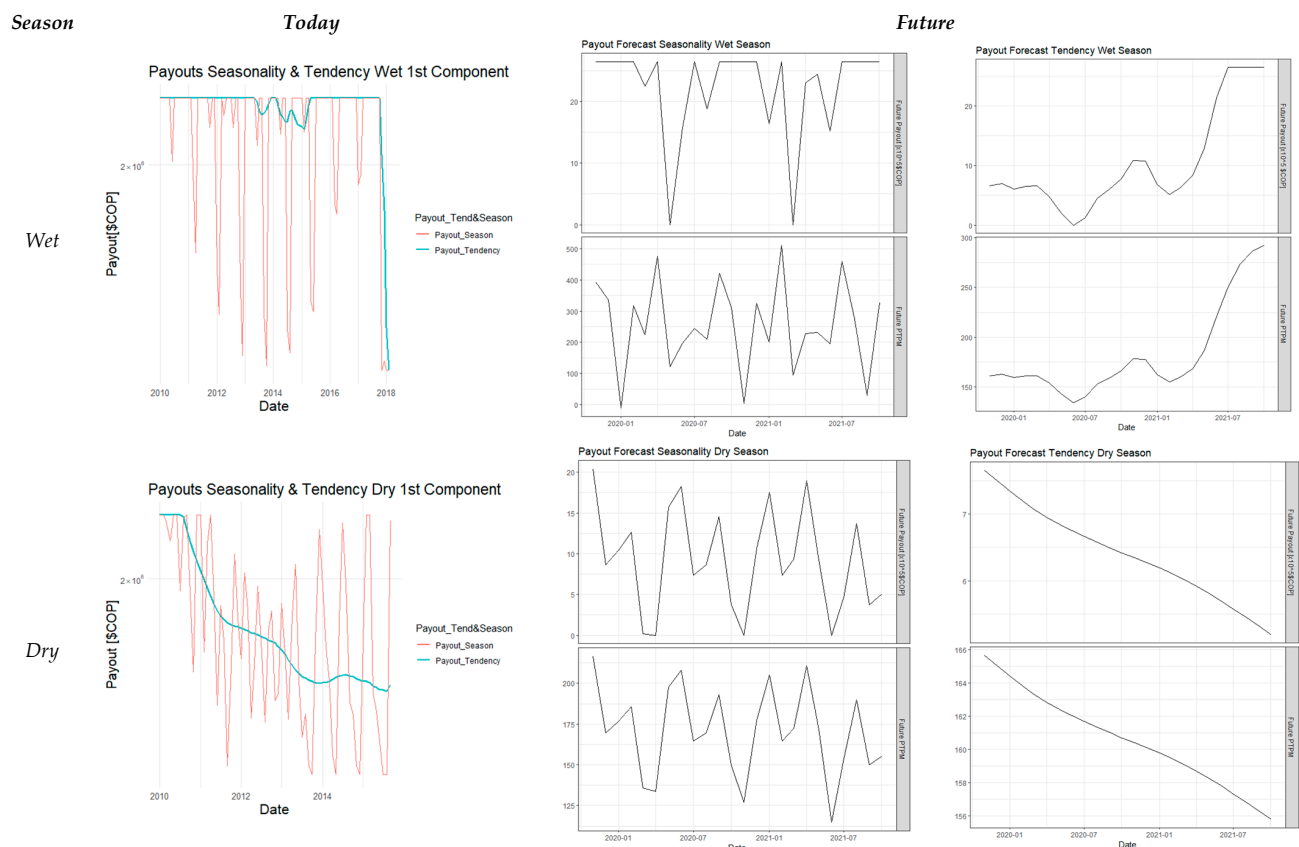 Season Today Future
Wet
Payouts Seasonality & Tendency Wet 1st Component
Payout[$COP]
2×10⁶
2010 2012 2014 2016 2018
Date
Payout_Tend&Season
Payout_Season
Payout_Tendency
Payout Forecast Seasonality Wet Season
20
10
0
Future Payout [x10^5$COP]
500
400
300
200
100
0
Future PTPM
2020-01 2020-07 2021-01 2021-07
Date
Payout Forecast Tendency Wet Season
20
10
0
Future Payout [x10^5 $COP]
300
250
200
150
Future PTPM
2020-01 2020-07 2021-01 2021-07
Date
Dry
Payouts Seasonality & Tendency Dry 1st Component
Payout [$COP]
2×10⁶
2010 2012 2014
Date
Payout_Tend&Season
Payout_Season
Payout_Tendency
Payout Forecast Seasonality Dry Season
20
15
10
5
0
Future Payout [x10^5$COP]
200
175
150
125
Future PTPM
2020-01 2020-07 2021-01 2021-07
Date
Payout Forecast Tendency Dry Season
7
6
Future Payout [x10^5$COP]
166
164
162
160
158
156
Future PTPM
2020-01 2020-07 2021-01 2021-07
Date